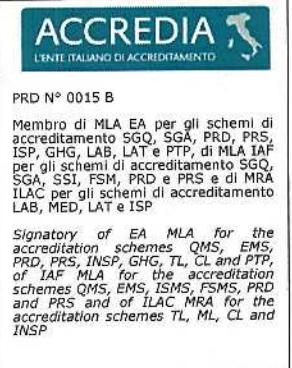 ACCREDIA
L'ENTE ITALIANO DI ACCREDITAMENTO
PRD N° 0015 B
Membro di MLA EA per gli schemi di
accreditamento SGQ, SGA, PRD, PRS,
ISP, GHG, LAB, LAT e PTP, di MLA IAF
per gli schemi di accreditamento SGQ,
SGA, SSI, FSM, PRD e PRS e di MRA
ILAC per gli schemi di accreditamento
LAB, MED, LAT e ISP
Signatory of EA MLA for the
accreditation schemes QMS, EMS,
PRD, PRS, INSP, GHG, TL, CL and PTP,
of IAF MLA for the accreditation
schemes QMS, EMS, ISMS, FSMS, PRD
and PRS and of ILAC MRA for the
accreditation schemes TL, ML, CL and
INSP